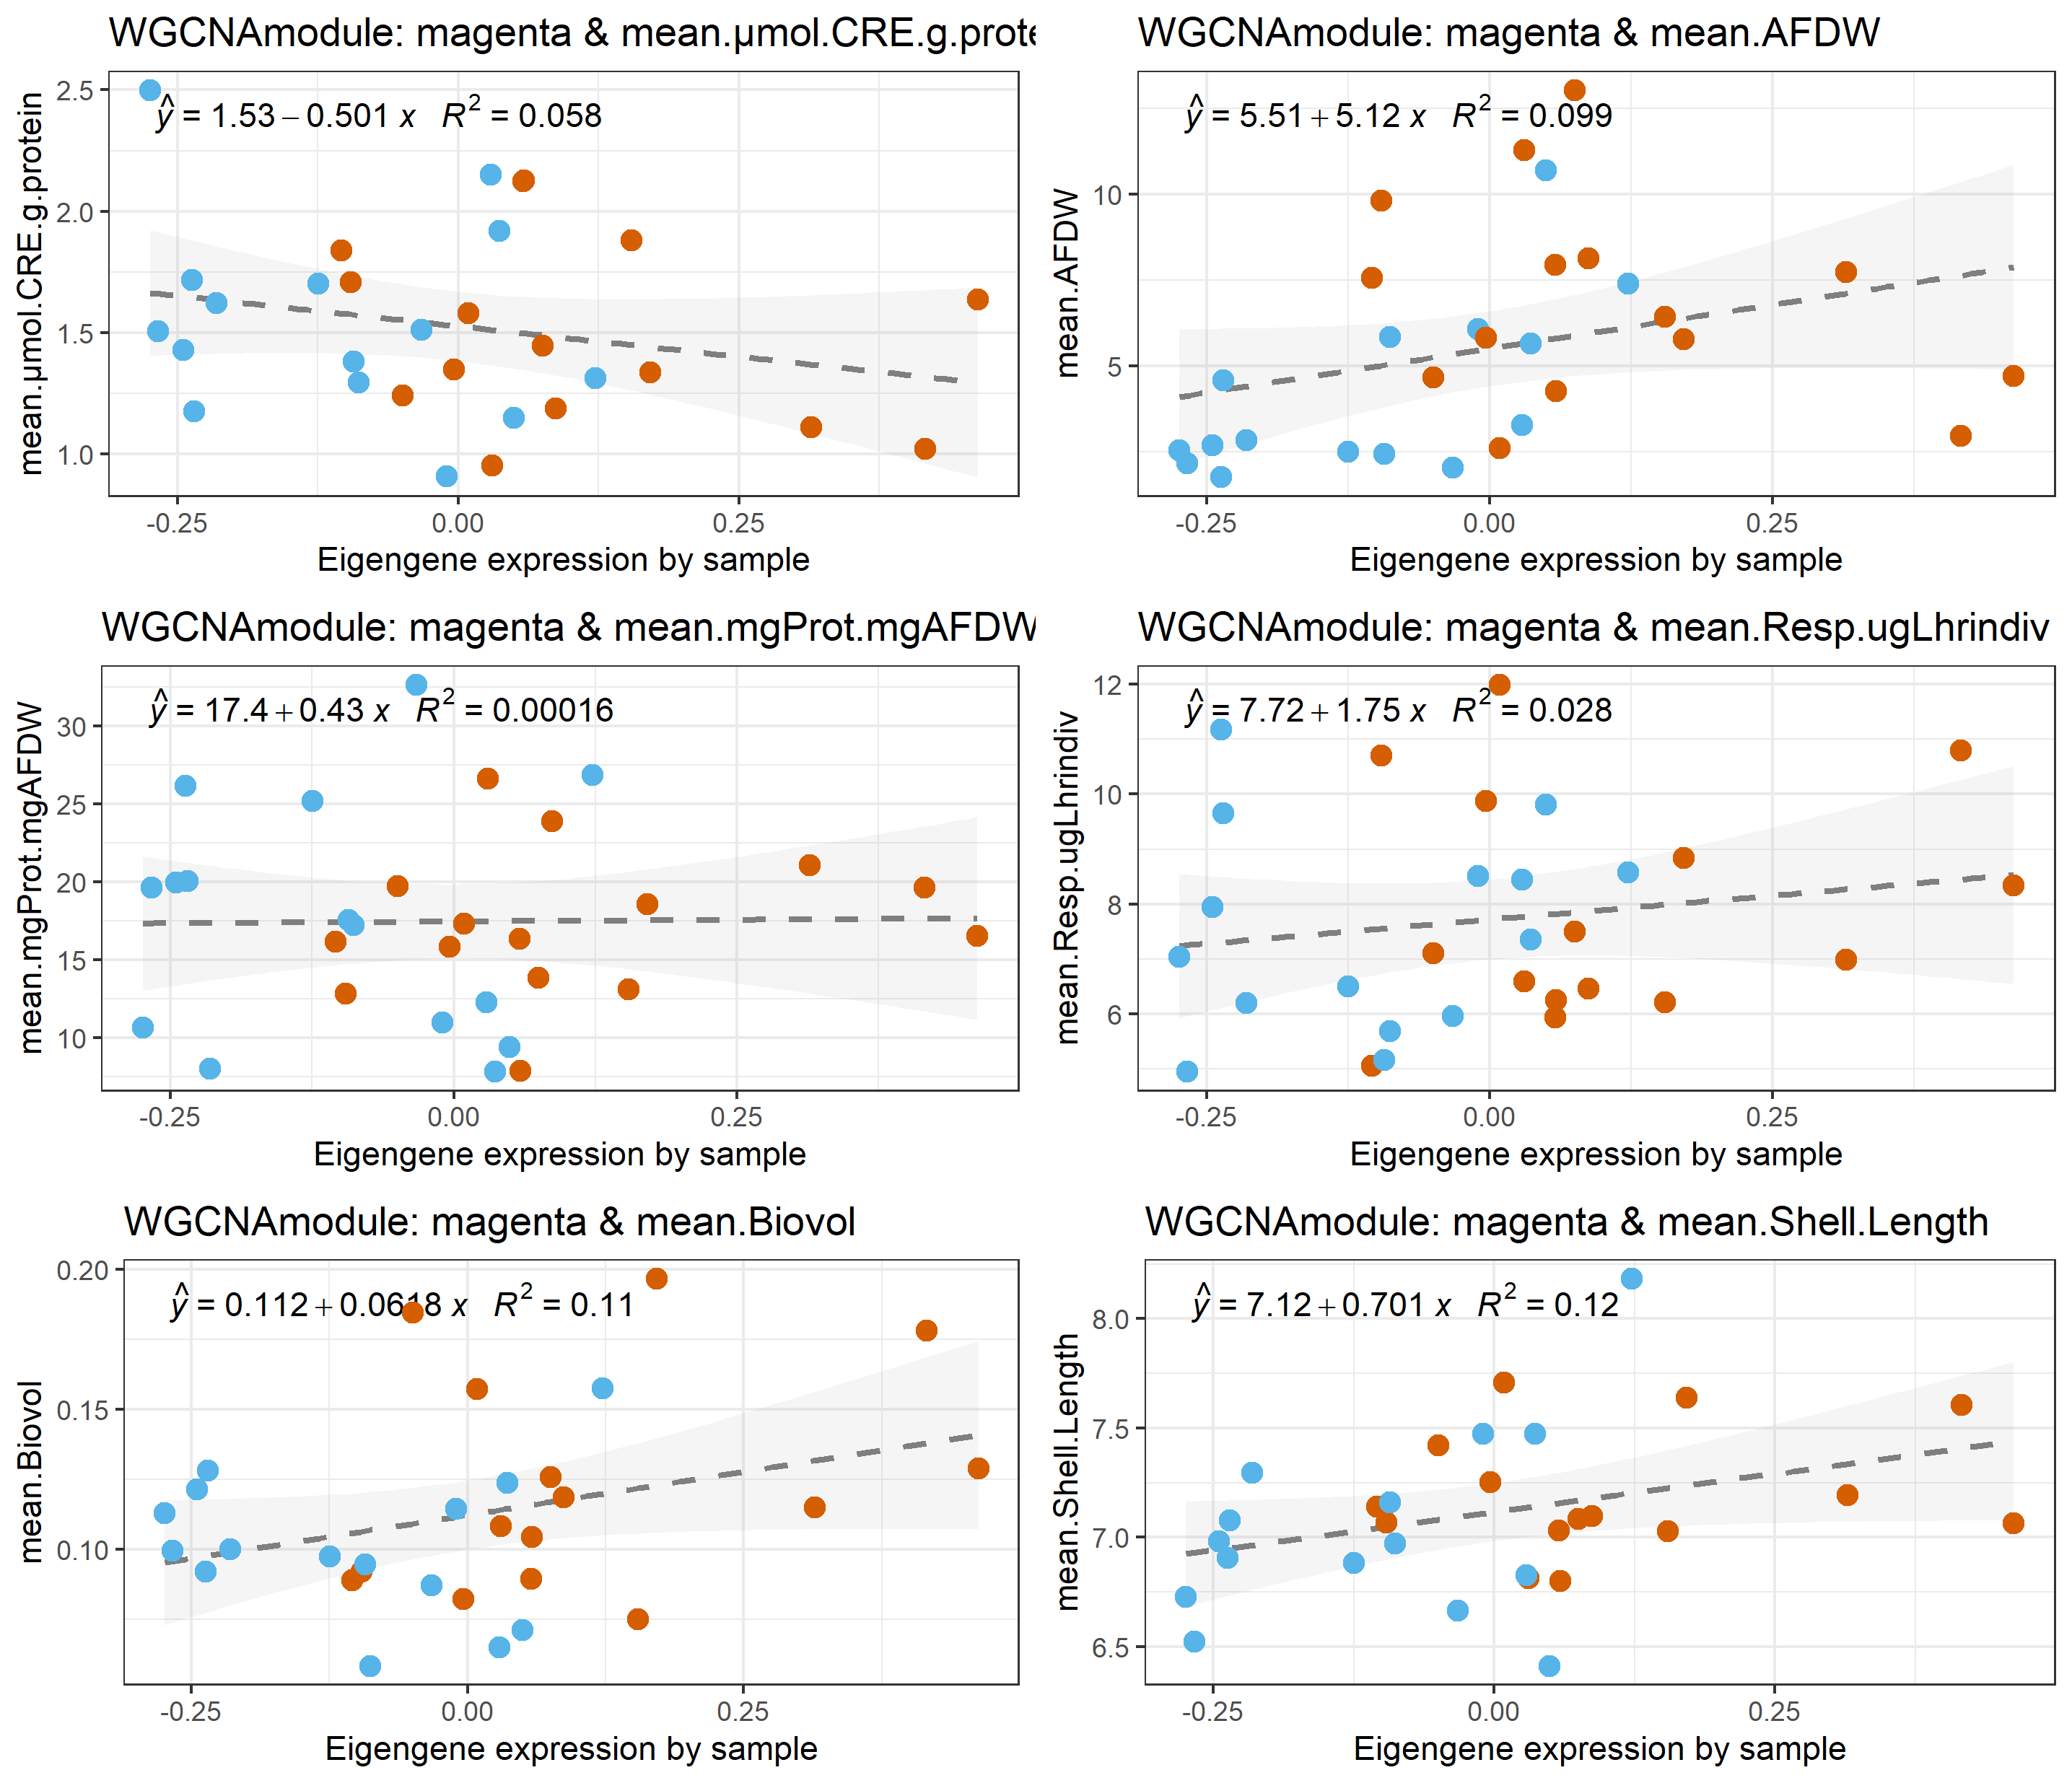 WGCNAmodule: magenta & mean.µmol.CRE.g.prote
ŷ = 1.53 − 0.501 x R² = 0.058
mean.µmol.CRE.g.protein
2.5
2.0
1.5
1.0
-0.25 0.00 0.25
Eigengene expression by sample
WGCNAmodule: magenta & mean.AFDW
ŷ = 5.51 + 5.12 x R² = 0.099
mean.AFDW
10
5
-0.25 0.00 0.25
Eigengene expression by sample
WGCNAmodule: magenta & mean.mgProt.mgAFDW
ŷ = 17.4 + 0.43 x R² = 0.00016
mean.mgProt.mgAFDW
30
25
20
15
10
-0.25 0.00 0.25
Eigengene expression by sample
WGCNAmodule: magenta & mean.Resp.ugLhrindiv
ŷ = 7.72 + 1.75 x R² = 0.028
mean.Resp.ugLhrindiv
12
10
8
6
-0.25 0.00 0.25
Eigengene expression by sample
WGCNAmodule: magenta & mean.Biovol
ŷ = 0.112 + 0.0618 x R² = 0.11
mean.Biovol
0.20
0.15
0.10
-0.25 0.00 0.25
Eigengene expression by sample
WGCNAmodule: magenta & mean.Shell.Length
ŷ = 7.12 + 0.701 x R² = 0.12
mean.Shell.Length
8.0
7.5
7.0
6.5
-0.25 0.00 0.25
Eigengene expression by sample